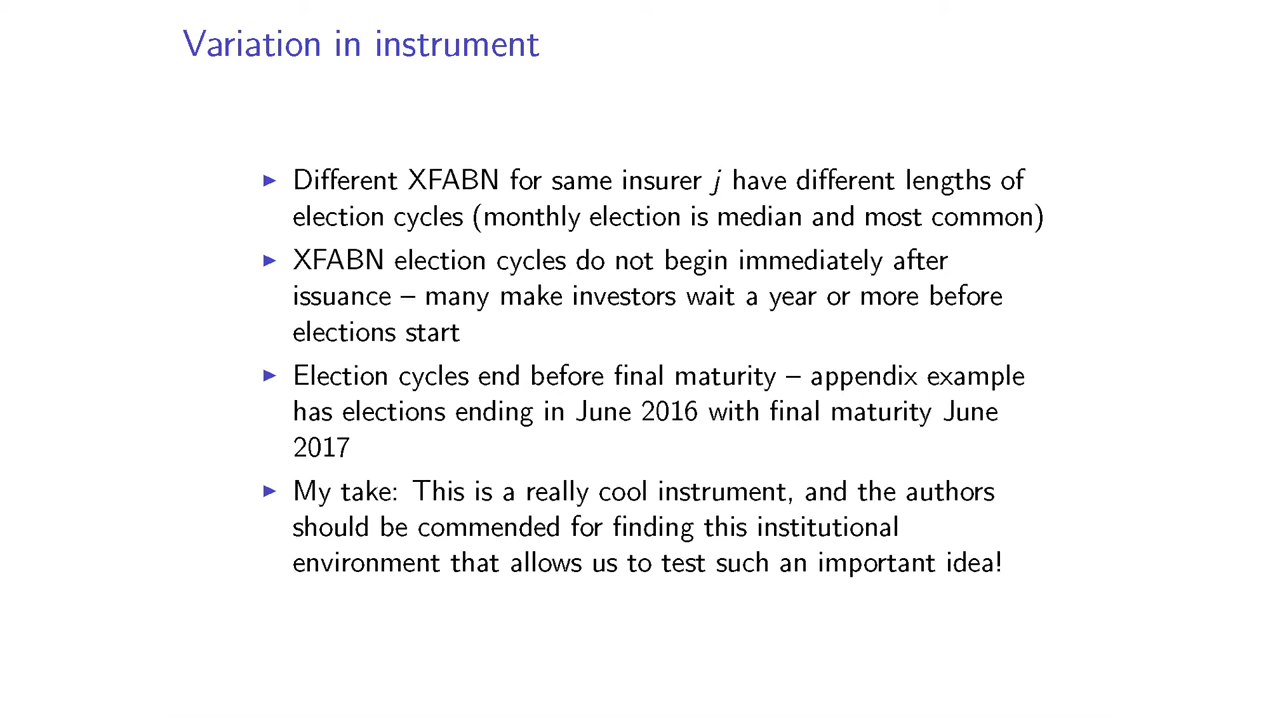 Variation in instrument
▶ Different XFABN for same insurer j have different lengths of
election cycles (monthly election is median and most common)
▶ XFABN election cycles do not begin immediately after
issuance – many make investors wait a year or more before
elections start
▶ Election cycles end before final maturity – appendix example
has elections ending in June 2016 with final maturity June
2017
▶ My take: This is a really cool instrument, and the authors
should be commended for finding this institutional
environment that allows us to test such an important idea!